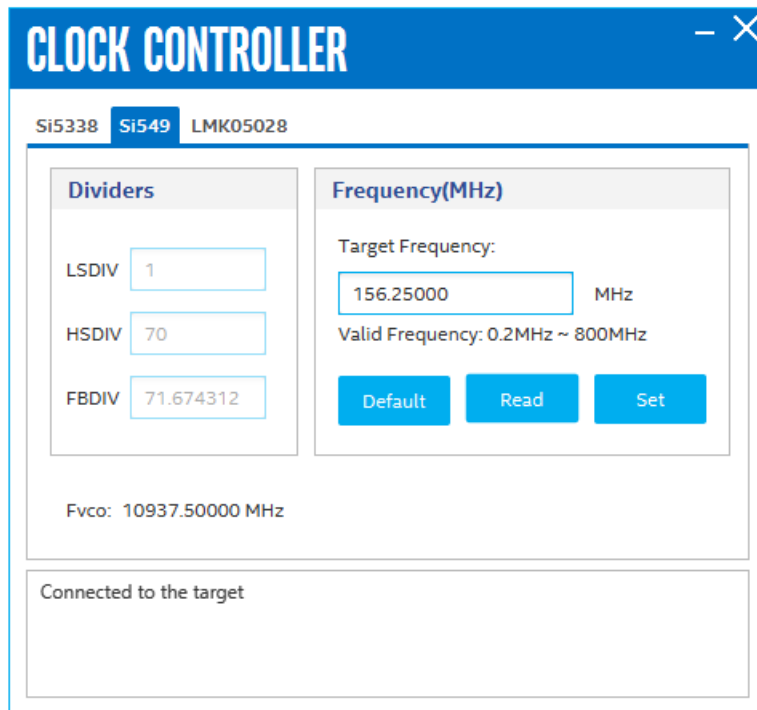 CLOCK CONTROLLER
Si5338 Si549 LMK05028
Dividers
LSDIV 1
HSDIV 70
FBDIV 71.674312
Frequency(MHz)
Target Frequency:
156.25000 MHz
Valid Frequency: 0.2MHz ~ 800MHz
Default Read Set
Fvco: 10937.50000 MHz
Connected to the target